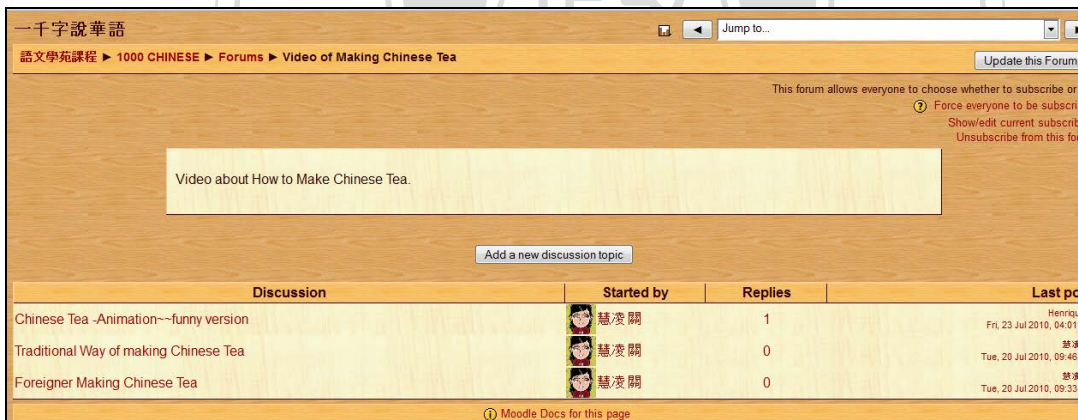 一千字說華語
Jump to...
語文學苑課程 ► 1000 CHINESE ► Forums ► Video of Making Chinese Tea
Update this Forum
This forum allows everyone to choose whether to subscribe or
Force everyone to be
Show/edit current
Unsubscribe from this
Video about How to Make Chinese Tea.
Add a new discussion topic
Discussion Started by Replies Last
Chinese Tea -Animation~~funny version 慧凌關 1
Fri, 23 Jul 2010, 04:01
Traditional Way of making Chinese Tea 慧凌關 0
Tue, 20 Jul 2010, 09:46
Foreigner Making Chinese Tea 慧凌關 0
Tue, 20 Jul 2010, 09:33
Moodle Docs for this page